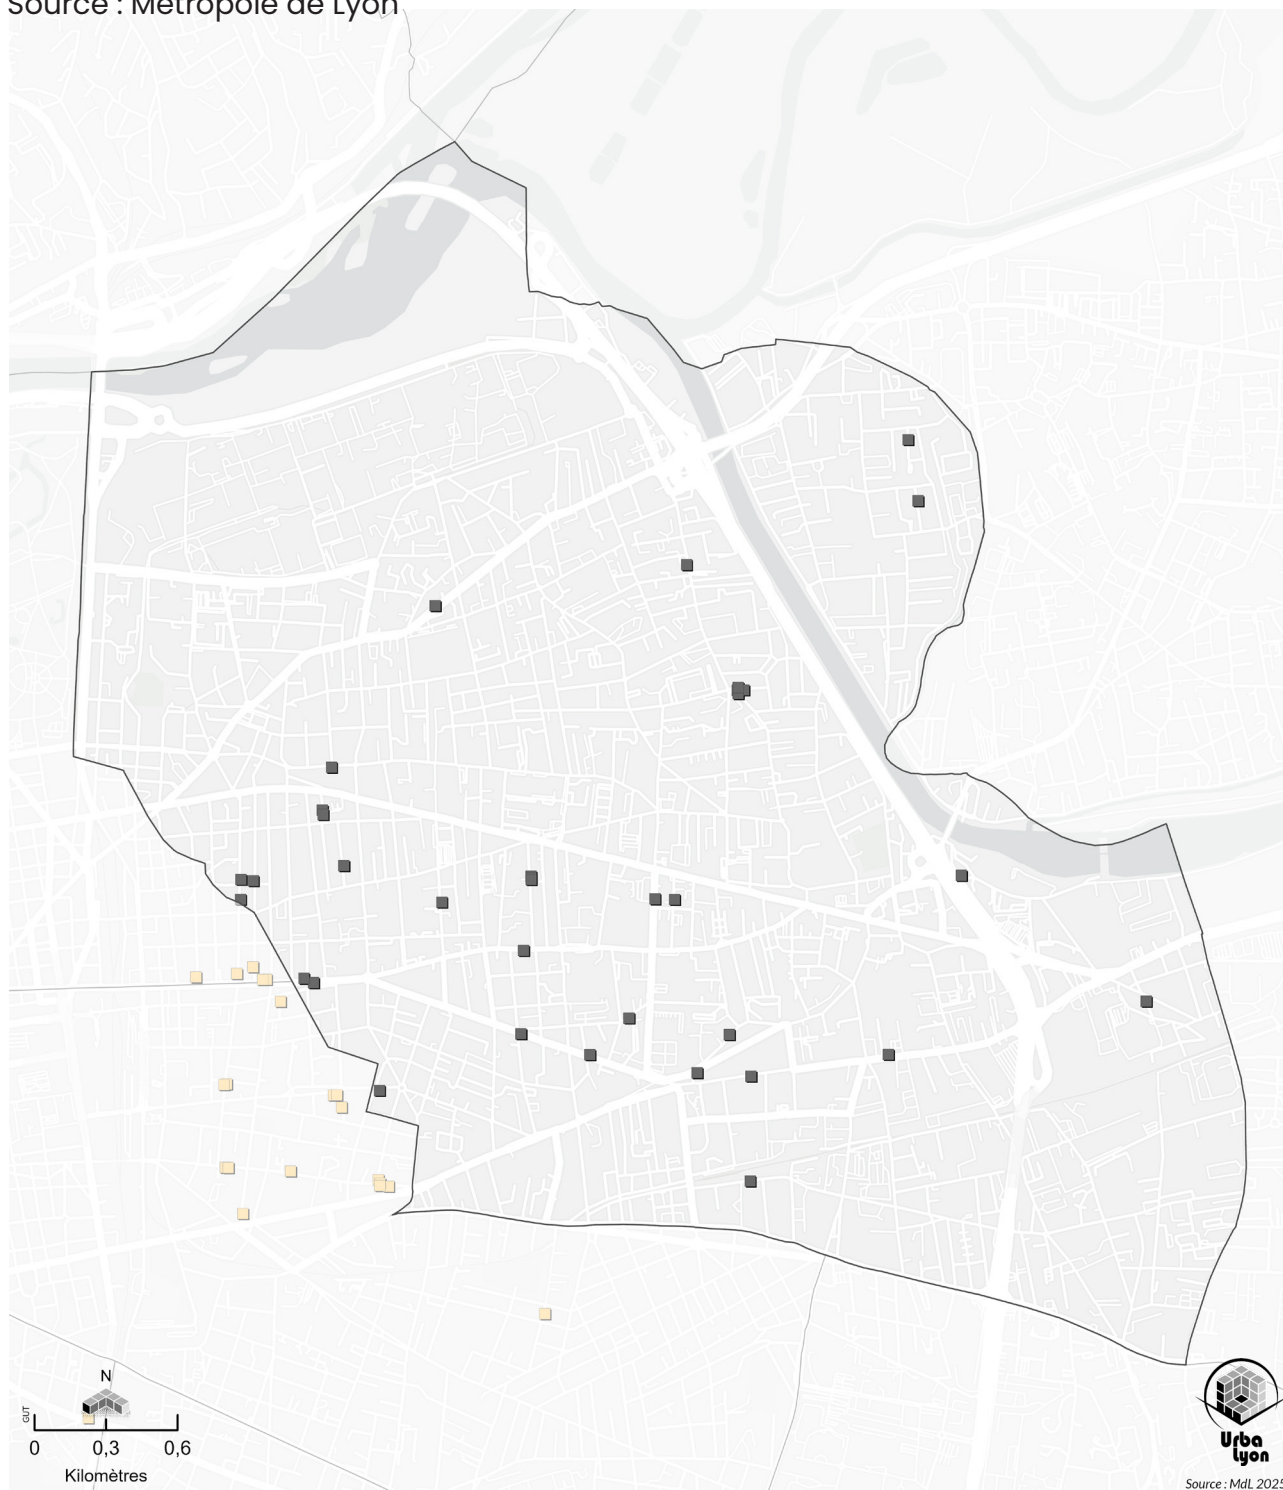 Source : Métropole de Lyon
N
GUT
0 0,3 0,6
Kilomètres
Urba
Lyon
Source : MdL 2025